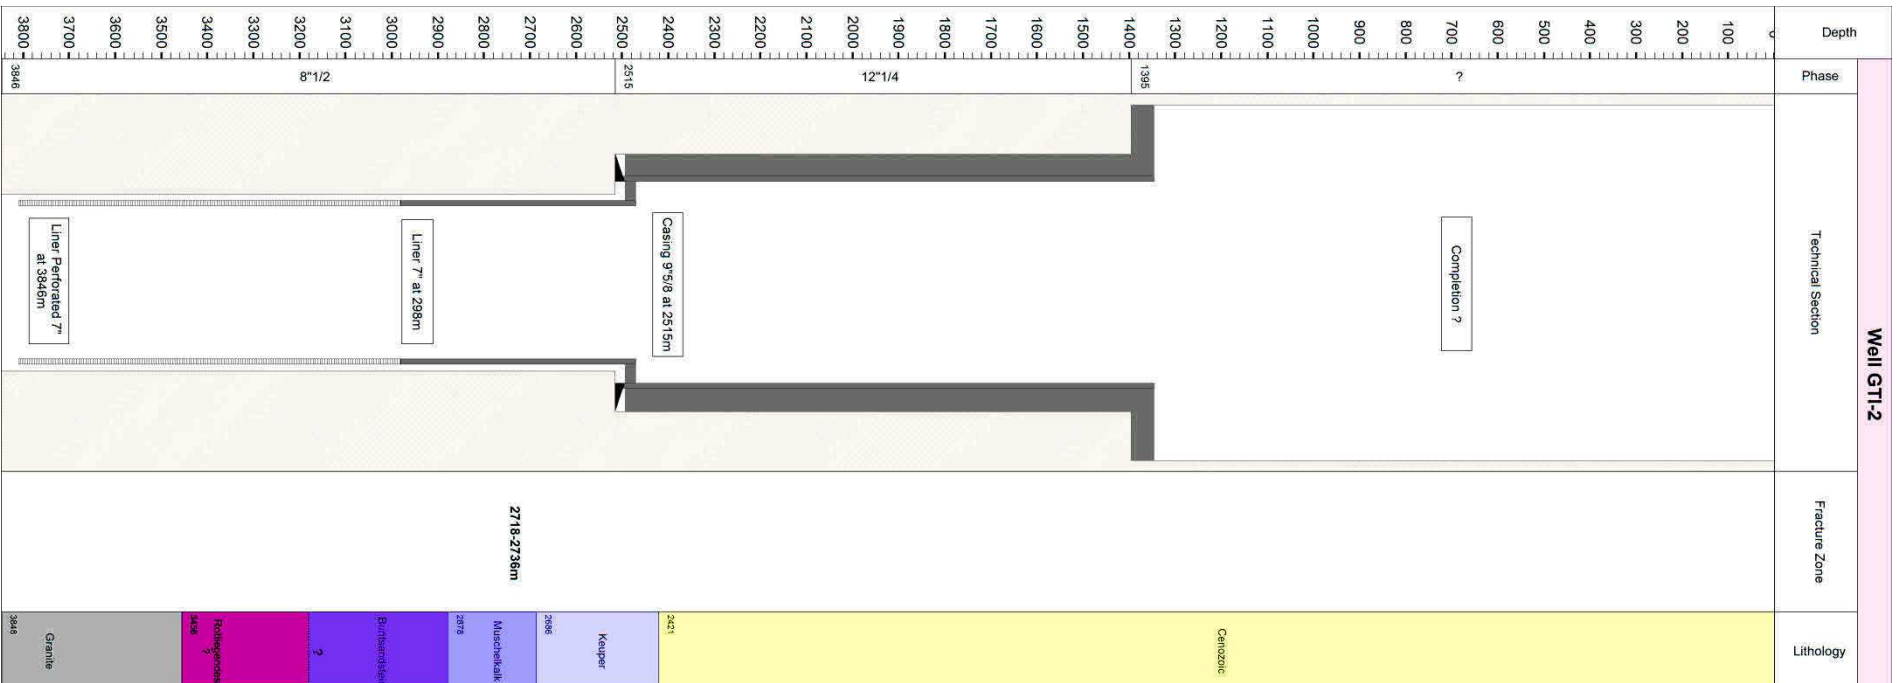 Well GTI-2
Depth
Phase
Technical Section
Fracture Zone
Lithology
0
100
200
300
400
500
600
700
800
900
1000
1100
1200
1300
1400
1500
1600
1700
1800
1900
2000
2100
2200
2300
2400
2500
2600
2700
2800
2900
3000
3100
3200
3300
3400
3500
3600
3700
3800
?
1395
12"1/4
2515
8"1/2
3846
Completion ?
Casing 9"5/8 at 2515m
Liner 7" at 298m
Liner Perforated 7"
at 3846m
2718-2736m
Cenozoic
2421
Keuper
2686
Muschelkalk
2878
Buntsandstein
?
Rotliegendes
?
3456
Granite
3846